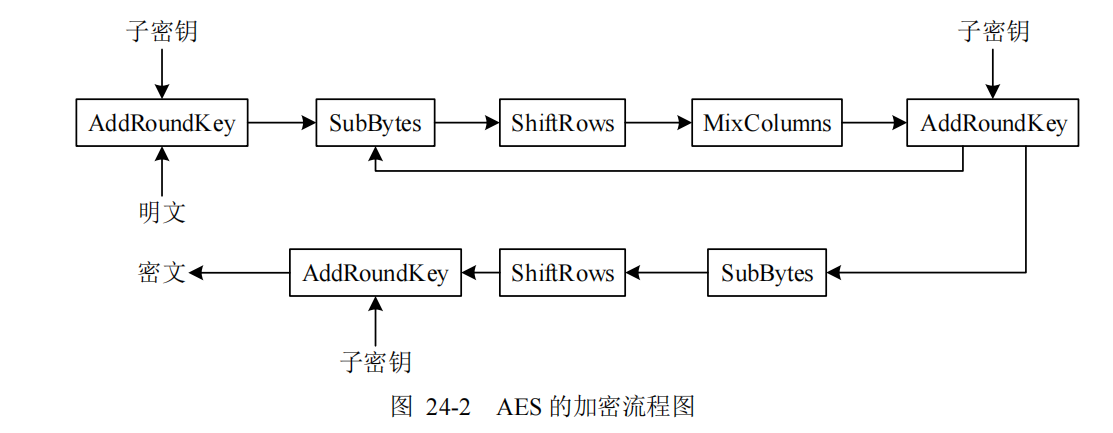 子密钥
子密钥
AddRoundKey
SubBytes
ShiftRows
MixColumns
AddRoundKey
明文
密文
AddRoundKey
ShiftRows
SubBytes
子密钥
图 24-2 AES 的加密流程图